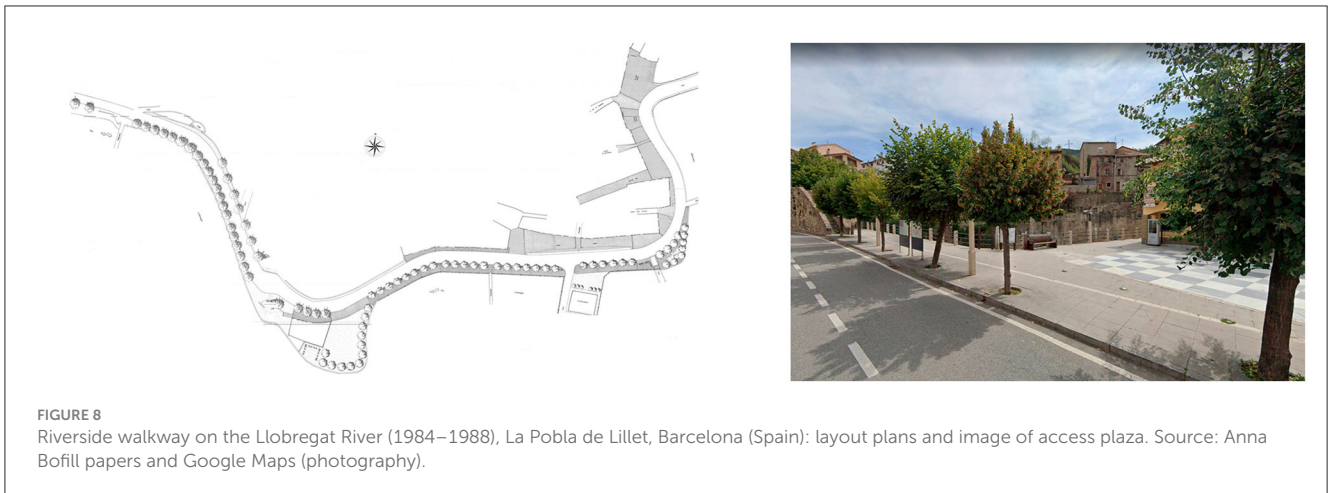 FIGURE 8
Riverside walkway on the Llobregat River (1984–1988), La Pobla de Lillet, Barcelona (Spain): layout plans and image of access plaza. Source: Anna
Bofill papers and Google Maps (photography).